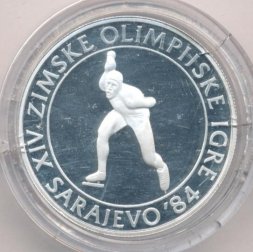 XIV. ZIMSKE OLIMPIJSKE IGRE
SARAJEVO '84